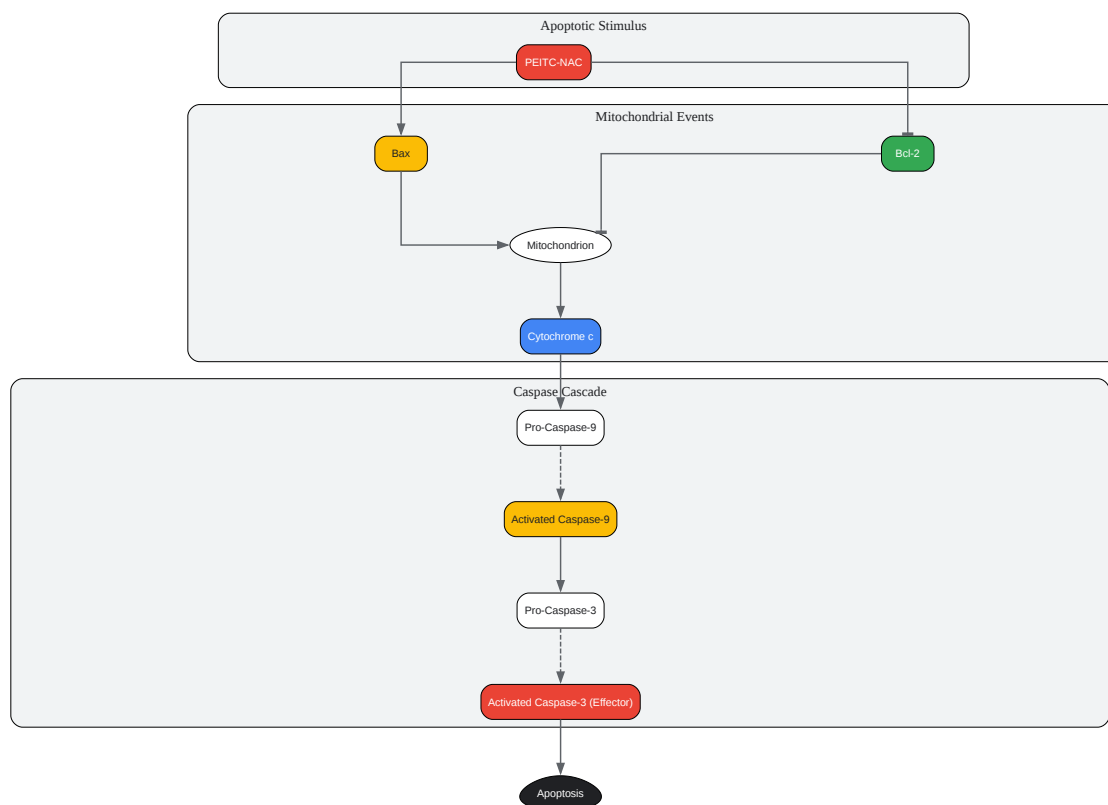 Apoptotic Stimulus
PEITC-NAC
Mitochondrial Events
Bax
Bcl-2
Mitochondrion
Cytochrome c
Caspase Cascade
Pro-Caspase-9
Activated Caspase-9
Pro-Caspase-3
Activated Caspase-3 (Effector)
Apoptosis